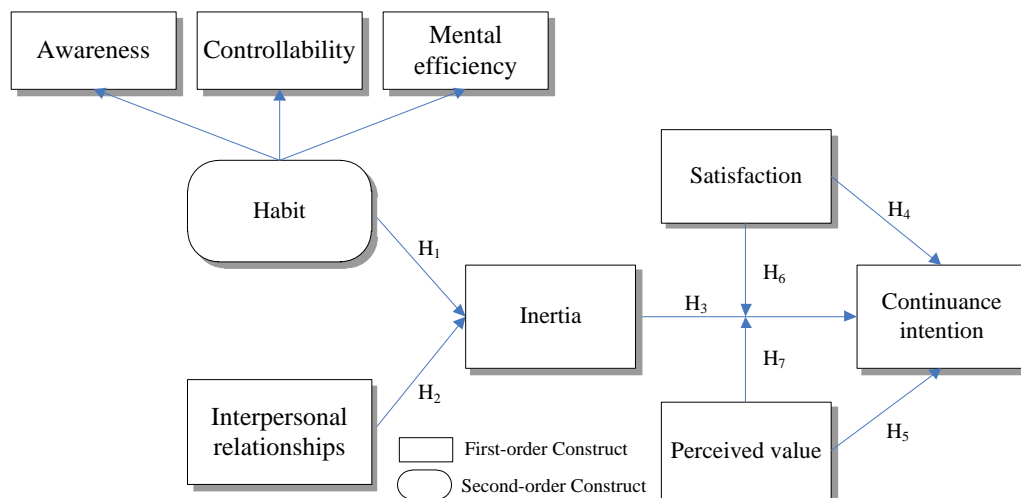 Awareness
Controllability
Mental
efficiency
Habit
Satisfaction
H4
H1
H6
Inertia
H3
Continuance
intention
H7
H2
Interpersonal
relationships
Perceived value
H5
First-order Construct
Second-order Construct